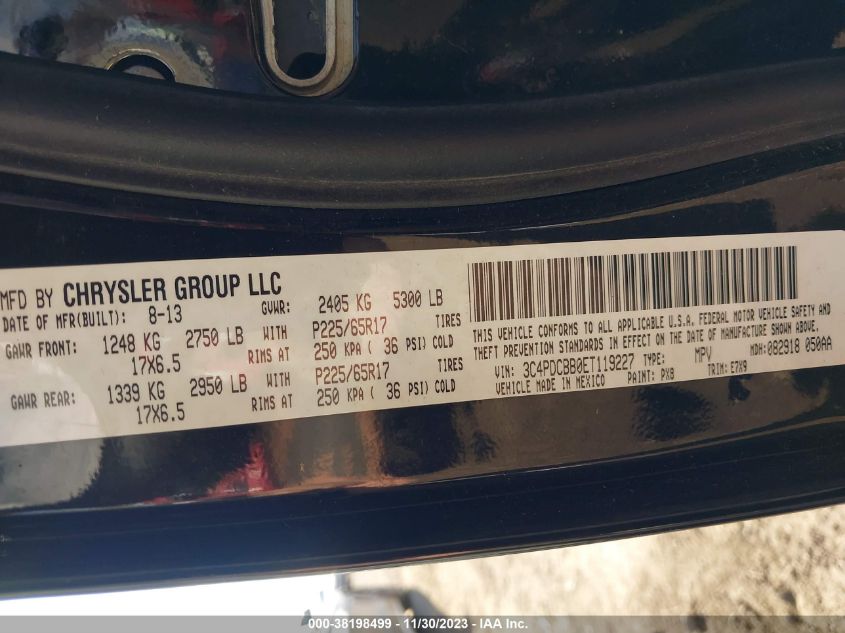 MFD BY CHRYSLER GROUP LLC
DATE OF MFR(BUILT): 8-13 GVWR: 2405 KG 5300 LB
GAWR FRONT: 1248 KG 2750 LB WITH P225/65R17 TIRES
17X6.5 RIMS AT 250 KPA ( 36 PSI) COLD
GAWR REAR: 1339 KG 2950 LB WITH P225/65R17 TIRES
17X6.5 RIMS AT 250 KPA ( 36 PSI) COLD
THIS VEHICLE CONFORMS TO ALL APPLICABLE U.S.A. FEDERAL MOTOR VEHICLE SAFETY AND
THEFT PREVENTION STANDARDS IN EFFECT ON THE DATE OF MANUFACTURE SHOWN ABOVE
VIN: 3C4PDCBB0ET119227 TYPE: MPV MDH: 082918 050AA
VEHICLE MADE IN MEXICO PAINT: PXB TRIM: E7X9
000-38198499 - 11/30/2023 - IAA, Inc.